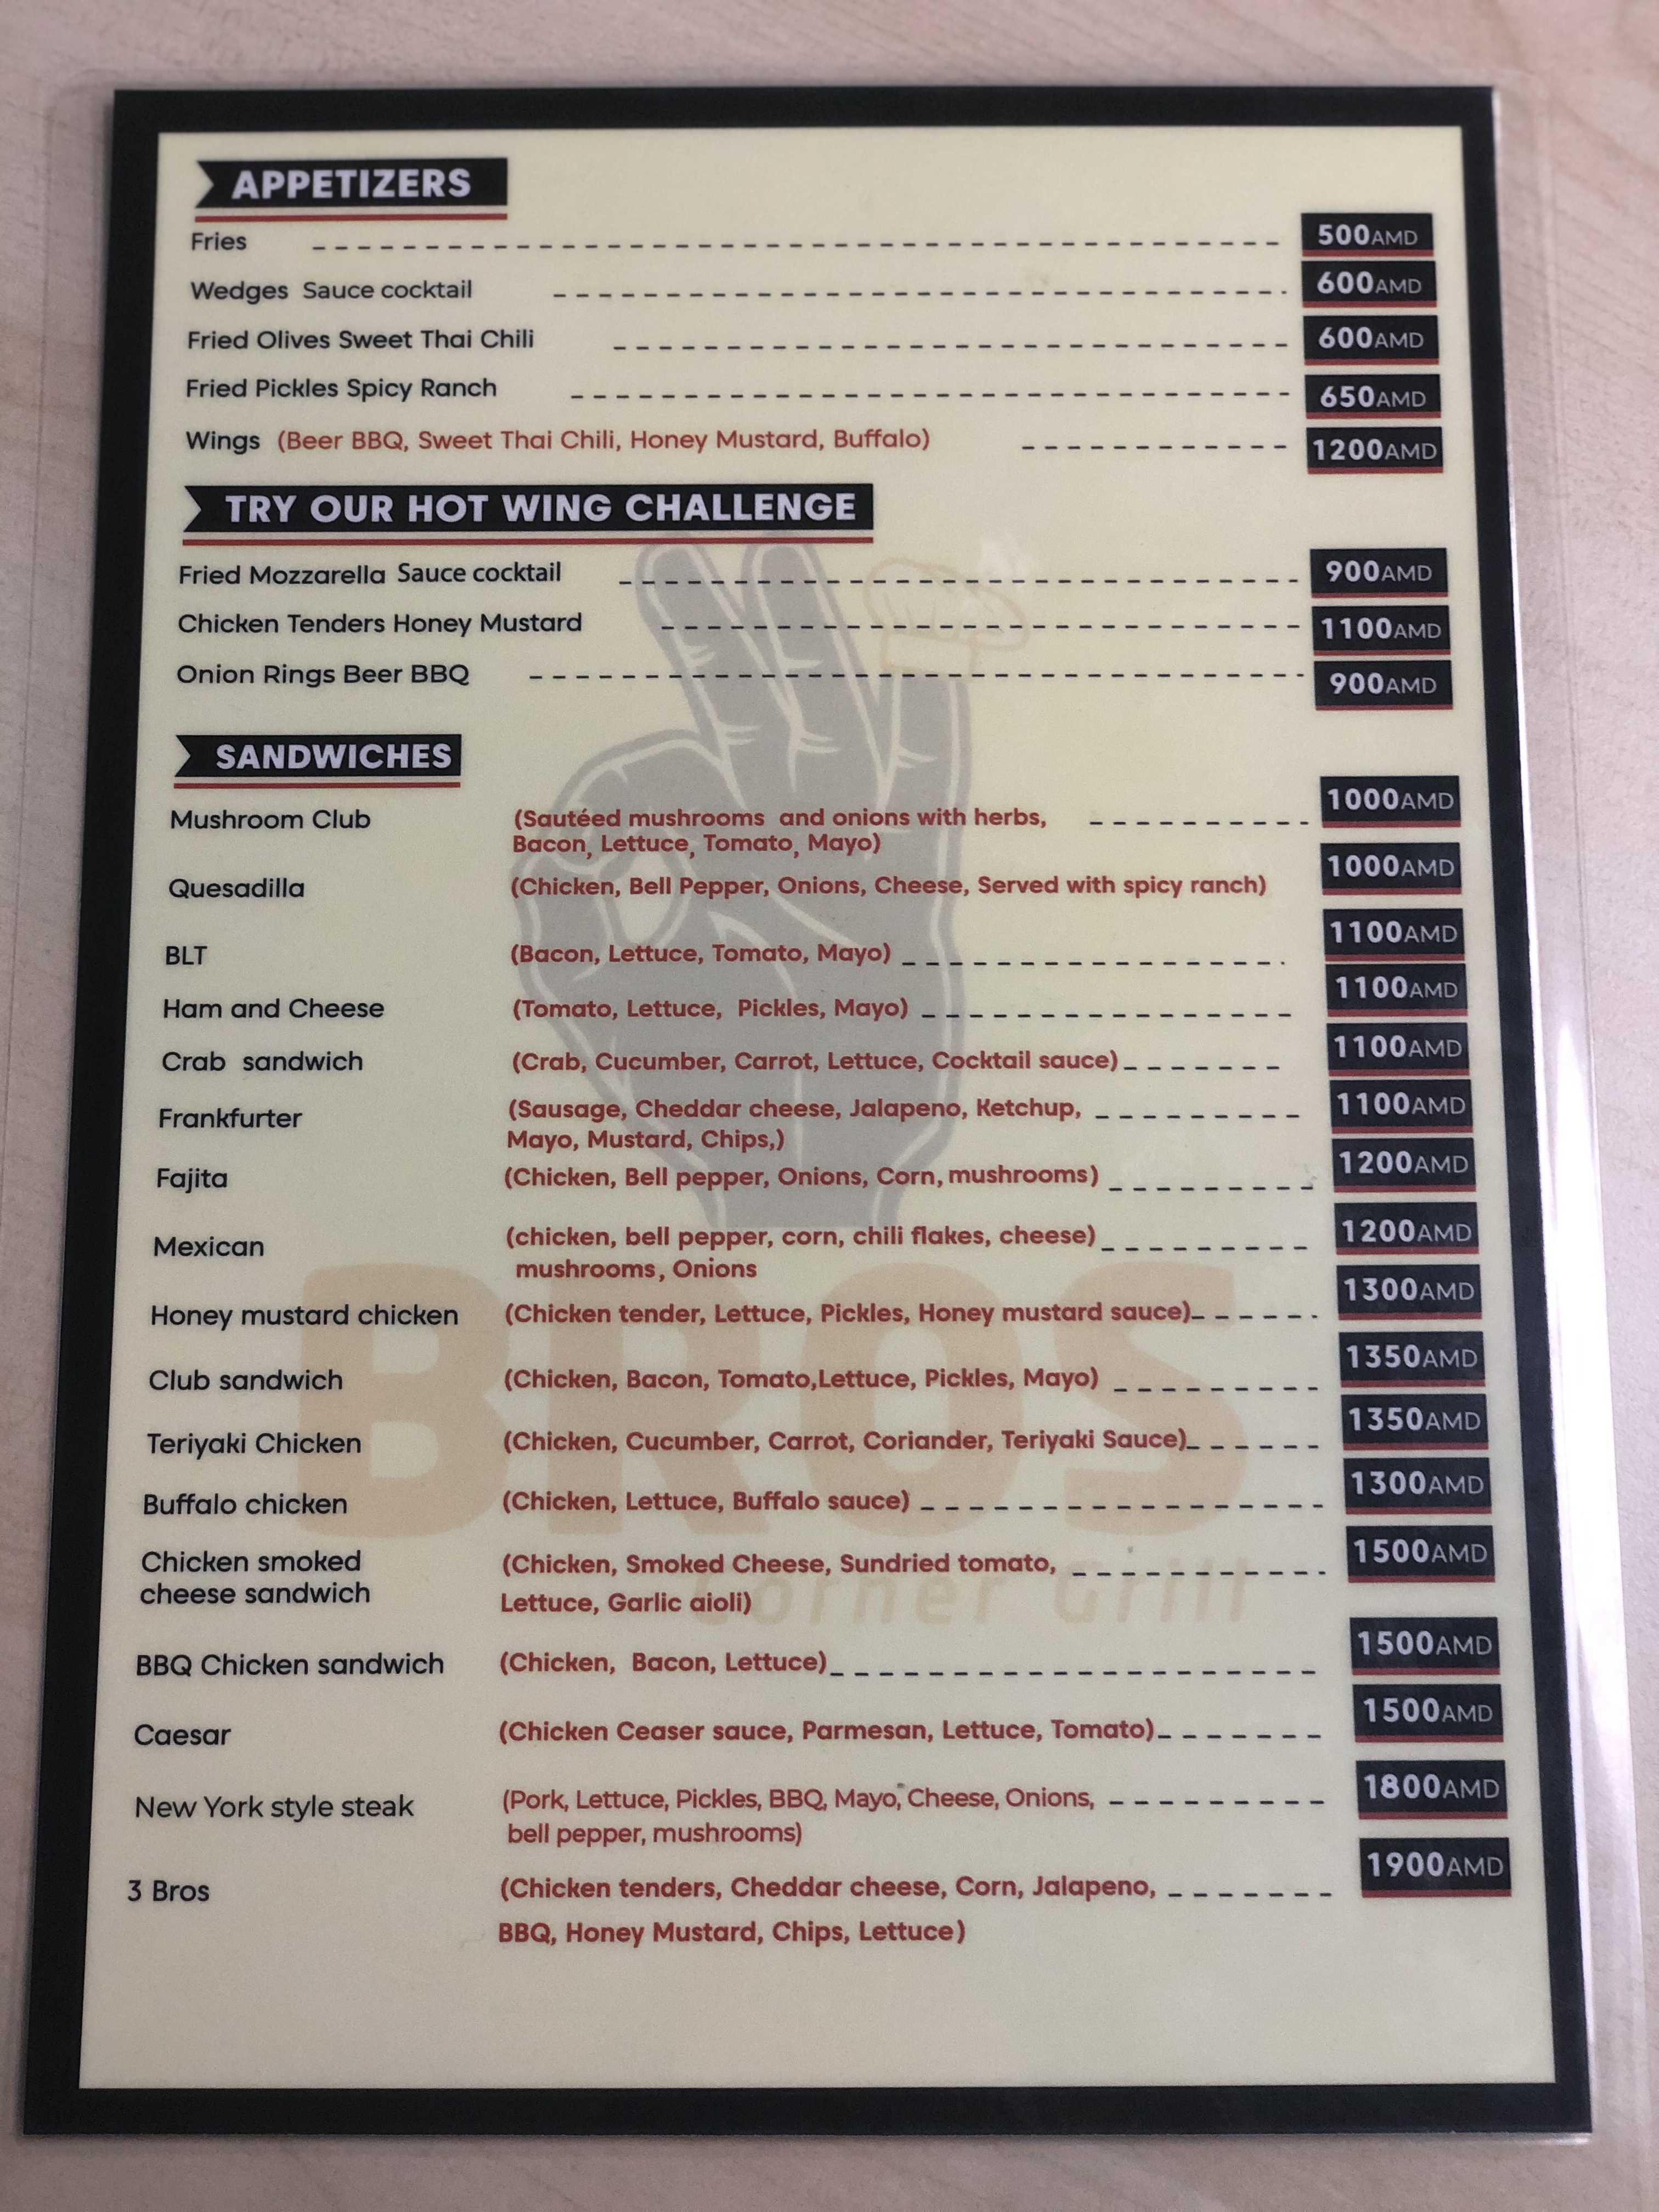 APPETIZERS
Fries 500AMD
Wedges Sauce cocktail 600AMD
Fried Olives Sweet Thai Chili 600AMD
Fried Pickles Spicy Ranch 650AMD
Wings (Beer BBQ, Sweet Thai Chili, Honey Mustard, Buffalo) 1200AMD
TRY OUR HOT WING CHALLENGE
Fried Mozzarella Sauce cocktail 900AMD
Chicken Tenders Honey Mustard 1100AMD
Onion Rings Beer BBQ 900AMD
SANDWICHES
Mushroom Club (Sautéed mushrooms and onions with herbs, 1000AMD
Bacon, Lettuce, Tomato, Mayo)
Quesadilla (Chicken, Bell Pepper, Onions, Cheese, Served with spicy ranch) 1000AMD
BLT (Bacon, Lettuce, Tomato, Mayo) 1100AMD
Ham and Cheese (Tomato, Lettuce, Pickles, Mayo) 1100AMD
Crab sandwich (Crab, Cucumber, Carrot, Lettuce, Cocktail sauce) 1100AMD
Frankfurter (Sausage, Cheddar cheese, Jalapeno, Ketchup, 1100AMD
Mayo, Mustard, Chips,)
Fajita (Chicken, Bell pepper, Onions, Corn, mushrooms) 1200AMD
Mexican (chicken, bell pepper, corn, chili flakes, cheese) 1200AMD
mushrooms, Onions
Honey mustard chicken (Chicken tender, Lettuce, Pickles, Honey mustard sauce) 1300AMD
Club sandwich (Chicken, Bacon, Tomato,Lettuce, Pickles, Mayo) 1350AMD
Teriyaki Chicken (Chicken, Cucumber, Carrot, Coriander, Teriyaki Sauce) 1350AMD
Buffalo chicken (Chicken, Lettuce, Buffalo sauce) 1300AMD
Chicken smoked (Chicken, Smoked Cheese, Sundried tomato, 1500AMD
cheese sandwich Lettuce, Garlic aioli)
BBQ Chicken sandwich (Chicken, Bacon, Lettuce) 1500AMD
Caesar (Chicken Ceaser sauce, Parmesan, Lettuce, Tomato) 1500AMD
New York style steak (Pork, Lettuce, Pickles, BBQ, Mayo, Cheese, Onions, 1800AMD
bell pepper, mushrooms)
3 Bros (Chicken tenders, Cheddar cheese, Corn, Jalapeno, 1900AMD
BBQ, Honey Mustard, Chips, Lettuce)
BROS
Corner Grill